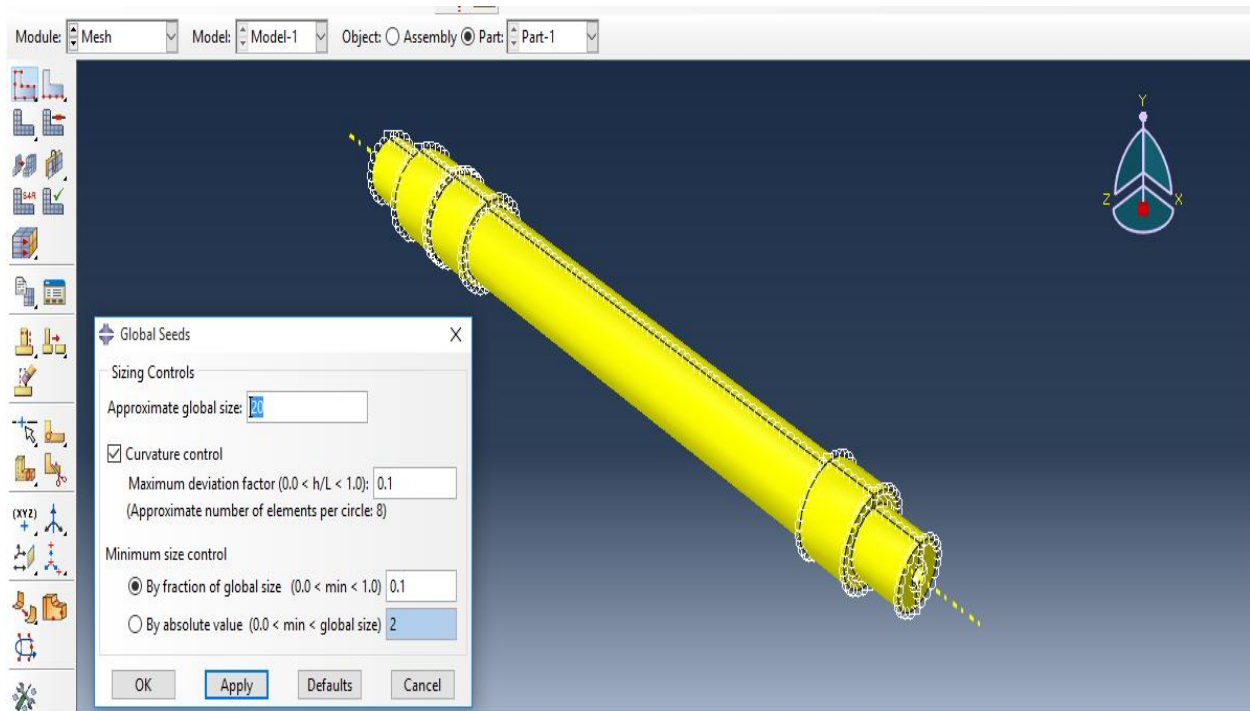 Module: Mesh Model: Model-1 Object: Assembly Part: Part-1
S4R
(XYZ)
Y
Z X
Global Seeds X
Sizing Controls
Approximate global size: 20
Curvature control
Maximum deviation factor (0.0 < h/L < 1.0): 0.1
(Approximate number of elements per circle: 8)
Minimum size control
By fraction of global size (0.0 < min < 1.0) 0.1
By absolute value (0.0 < min < global size) 2
OK Apply Defaults Cancel